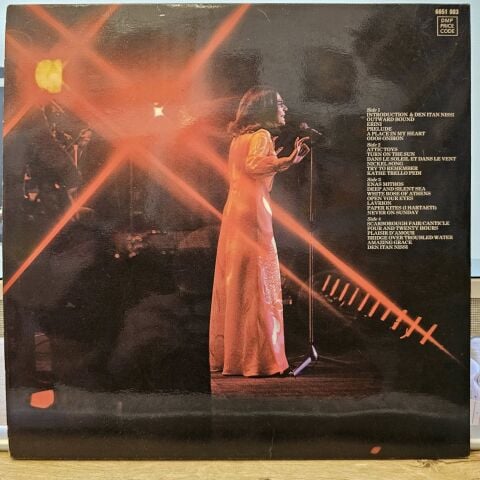 6651 003
DMP
PRICE
CODE
Side 1
INTRODUCTION & DEN ITAN NISSI
OUTWARD BOUND
ERINI
PRELUDE
A PLACE IN MY HEART
ODOS ONIRON
Side 2
ATTIC TOYS
TURN ON THE SUN
DANS LE SOLEIL ET DANS LE VENT
NICKEL SONG
TRY TO REMEMBER
KATHE TRELLO PEDI
Side 3
ENAS MITHOS
DEEP AND SILENT SEA
WHITE ROSE OF ATHENS
OPEN YOUR EYES
LAVRION
PAPER KITES (I HARTAETI)
NEVER ON SUNDAY
Side 4
SCARBOROUGH FAIR/CANTICLE
FOUR AND TWENTY HOURS
PLAISIR D'AMOUR
BRIDGE OVER TROUBLED WATER
AMAZING GRACE
DEN ITAN NISSI